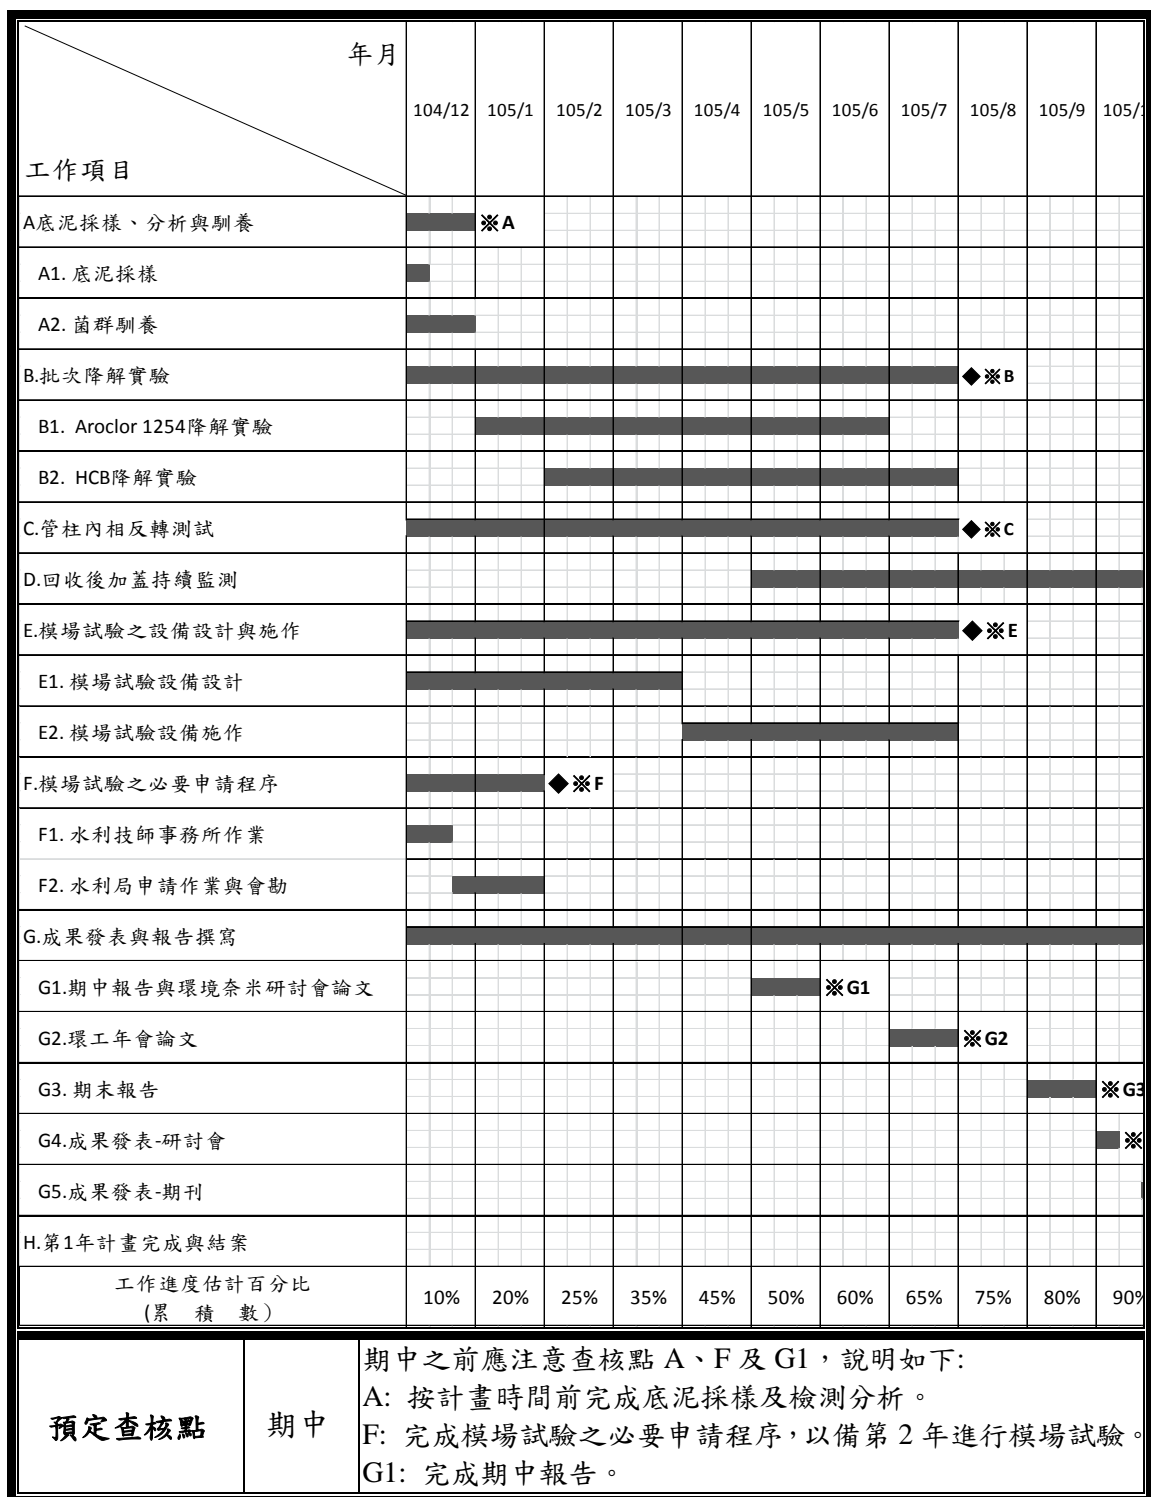 年月
工作項目
104/12 105/1 105/2 105/3 105/4 105/5 105/6 105/7 105/8 105/9 105/1
A底泥採樣、分析與馴養 ※A
A1. 底泥採樣
A2. 菌群馴養
B.批次降解實驗 ◆※B
B1. Aroclor 1254降解實驗
B2. HCB降解實驗
C.管柱內相反轉測試 ◆※C
D.回收後加蓋持續監測
E.模場試驗之設備設計與施作 ◆※E
E1. 模場試驗設備設計
E2. 模場試驗設備施作
F.模場試驗之必要申請程序 ◆※F
F1. 水利技師事務所作業
F2. 水利局申請作業與會勘
G.成果發表與報告撰寫
G1.期中報告與環境奈米研討會論文 ※G1
G2.環工年會論文 ※G2
G3. 期末報告 ※G3
G4.成果發表-研討會 ※
G5.成果發表-期刊
H.第1年計畫完成與結案
工作進度估計百分比
(累 積 數)
10% 20% 25% 35% 45% 50% 60% 65% 75% 80% 90%
預定查核點
期中
期中之前應注意查核點 A、F 及 G1，說明如下:
A: 按計畫時間前完成底泥採樣及檢測分析。
F: 完成模場試驗之必要申請程序，以備第 2 年進行模場試驗。
G1: 完成期中報告。